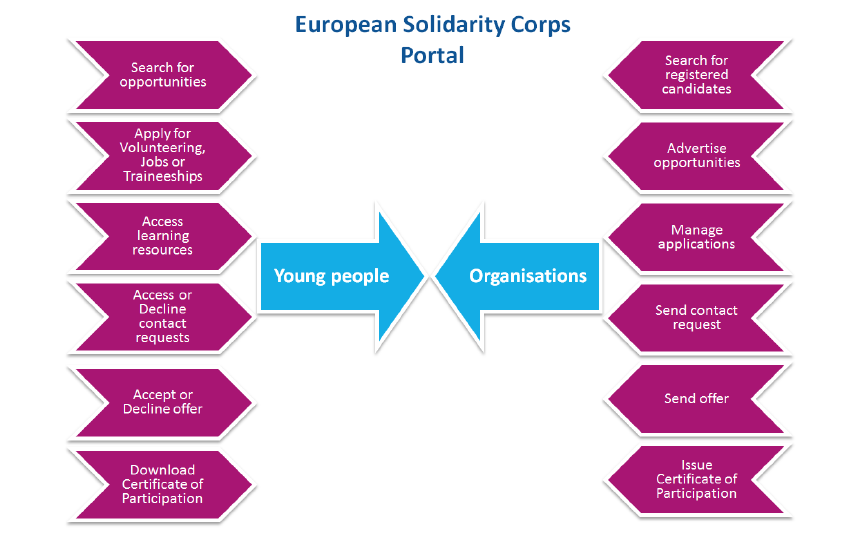 European Solidarity Corps
Portal
Search for
opportunities
Apply for
Volunteering,
Jobs or
Traineeships
Access
learning
resources
Access or
Decline
contact
requests
Accept or
Decline offer
Download
Certificate of
Participation
Young people
Organisations
Search for
registered
candidates
Advertise
opportunities
Manage
applications
Send contact
request
Send offer
Issue
Certificate of
Participation